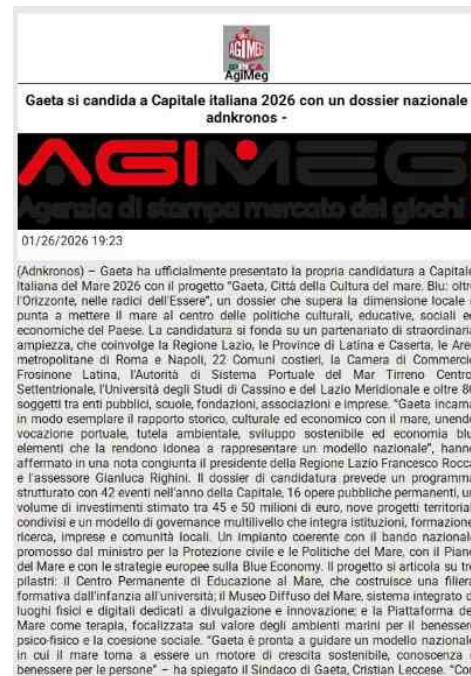 AGIMEG
AgiMeg
Gaeta si candida a Capitale italiana 2026 con un dossier nazionale
adnkronos -
AGIMEG
Agenzia di stampa mercato dei giochi
01/26/2026 19:23
(Adnkronos) – Gaeta ha ufficialmente presentato la propria candidatura a Capitale
Italiana del Mare 2026 con il progetto "Gaeta, Città della Cultura del mare. Blu: oltre
l'Orizzonte, nelle radici dell'Essere", un dossier che supera la dimensione locale
punta a mettere il mare al centro delle politiche culturali, educative, sociali ed
economiche del Paese. La candidatura si fonda su un partenariato di straordinaria
ampiezza, che coinvolge la Regione Lazio, le Province di Latina e Caserta, le Aree
metropolitane di Roma e Napoli, 22 Comuni costieri, la Camera di Commercio
Frosinone Latina, l'Autorità di Sistema Portuale del Mar Tirreno Centro
Settentrionale, l'Università degli Studi di Cassino e del Lazio Meridionale e oltre 80
soggetti tra enti pubblici, scuole, fondazioni, associazioni e imprese. "Gaeta incarna
in modo esemplare il rapporto storico, culturale ed economico con il mare, unendo
vocazione portuale, tutela ambientale, sviluppo sostenibile ed economia blu
elementi che la rendono idonea a rappresentare un modello nazionale", hanno
affermato in una nota congiunta il presidente della Regione Lazio Francesco Rocca
e l'assessore Gianluca Righini. Il dossier di candidatura prevede un programma
strutturato con 42 eventi nell'anno della Capitale, 16 opere pubbliche permanenti, un
volume di investimenti stimato tra 45 e 50 milioni di euro, nove progetti territoriali
condivisi e un modello di governance multilivello che integra istituzioni, formazione
ricerca, imprese e comunità locali. Un impianto coerente con il bando nazionale
promosso dal ministro per la Protezione civile e le Politiche del Mare, con il Piano
del Mare e con le strategie europee sulla Blue Economy. Il progetto si articola su tre
pilastri: il Centro Permanente di Educazione al Mare, che costruisce una filiera
formativa dall'infanzia all'università; il Museo Diffuso del Mare, sistema integrato di
luoghi fisici e digitali dedicati a divulgazione e innovazione; e la Piattaforma del
Mare come terapia, focalizzata sul valore degli ambienti marini per il benessere
psico-fisico e la coesione sociale. "Gaeta è pronta a guidare un modello nazionale
in cui il mare torna a essere un motore di crescita sostenibile, conoscenza e
benessere per le persone" – ha spiegato il Sindaco di Gaeta, Cristian Leccese. "Con